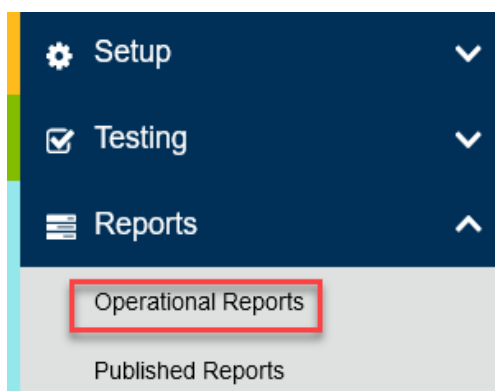 Setup
Testing
Reports
Operational Reports
Published Reports